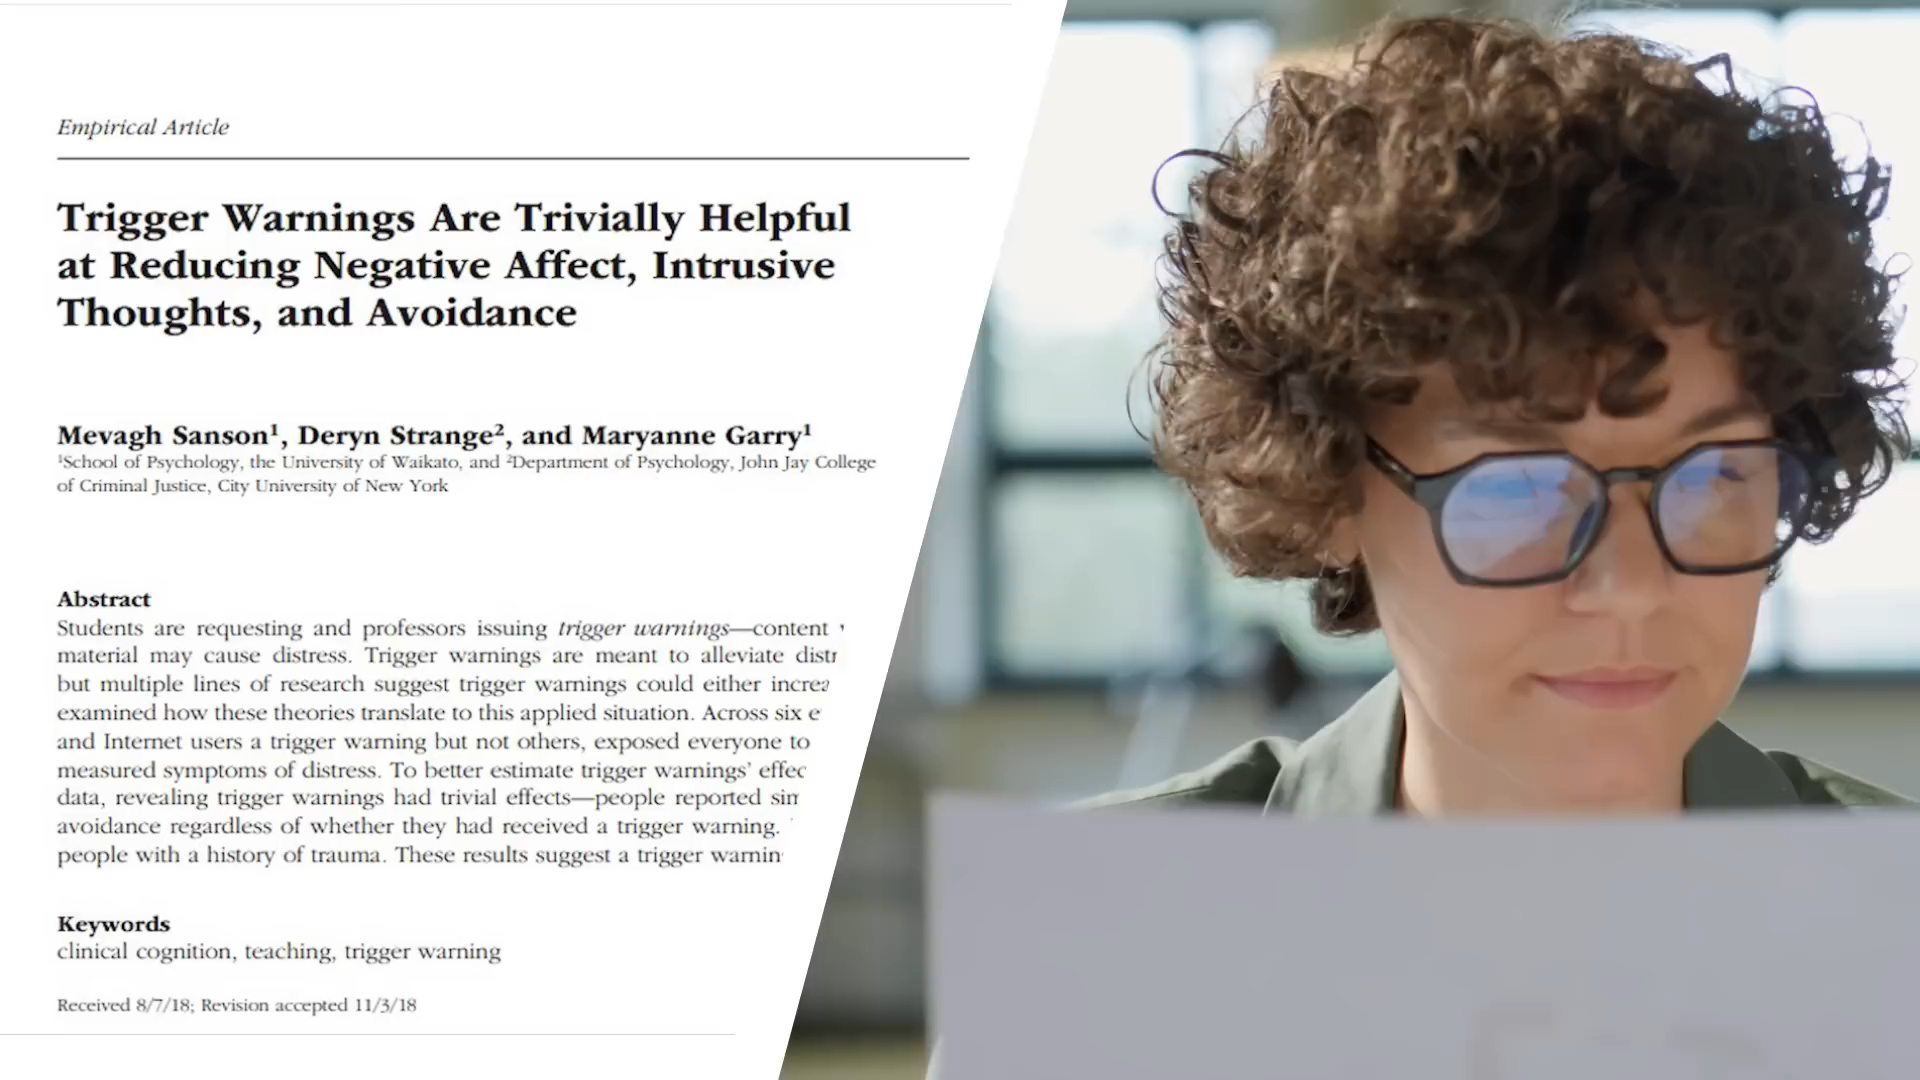 Empirical Article
Trigger Warnings Are Trivially Helpful
at Reducing Negative Affect, Intrusive
Thoughts, and Avoidance
Mevagh Sanson¹, Deryn Strange², and Maryanne Garry¹
¹School of Psychology, the University of Waikato, and ²Department of Psychology, John Jay College
of Criminal Justice, City University of New York
Abstract
Students are requesting and professors issuing trigger warnings—content
material may cause distress. Trigger warnings are meant to alleviate
but multiple lines of research suggest trigger warnings could either
examined how these theories translate to this applied situation. Across six
and Internet users a trigger warning but not others, exposed everyone to
measured symptoms of distress. To better estimate trigger warnings’
data, revealing trigger warnings had trivial effects—people reported
avoidance regardless of whether they had received a trigger warning.
people with a history of trauma. These results suggest a trigger
Keywords
clinical cognition, teaching, trigger warning
Received 8/7/18; Revision accepted 11/3/18